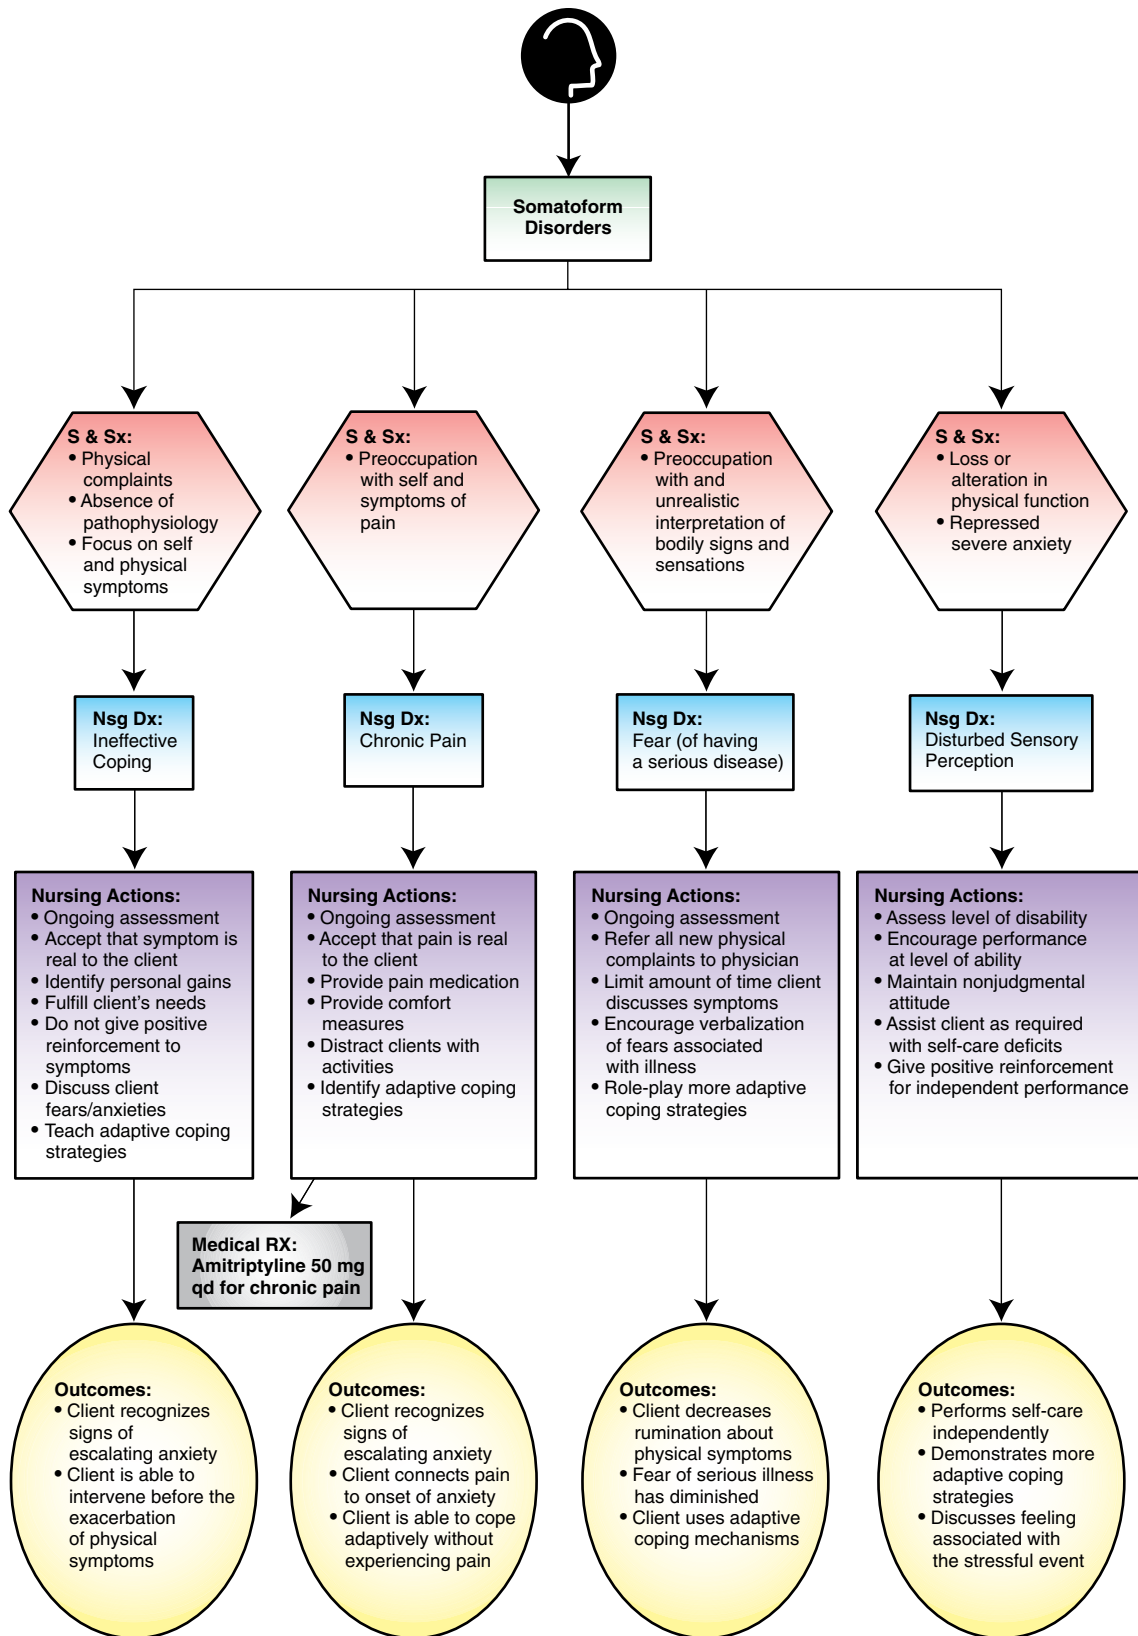 Somatoform
Disorders
S & Sx:
• Physical
complaints
• Absence of
pathophysiology
• Focus on self
and physical
symptoms
S & Sx:
• Preoccupation
with self and
symptoms of
pain
S & Sx:
• Preoccupation
with and
unrealistic
interpretation of
bodily signs and
sensations
S & Sx:
• Loss or
alteration in
physical function
• Repressed
severe anxiety
Nsg Dx:
Ineffective
Coping
Nsg Dx:
Chronic Pain
Nsg Dx:
Fear (of having
a serious disease)
Nsg Dx:
Disturbed Sensory
Perception
Nursing Actions:
• Ongoing assessment
• Accept that symptom is
real to the client
• Identify personal gains
• Fulfill client’s needs
• Do not give positive
reinforcement to
symptoms
• Discuss client
fears/anxieties
• Teach adaptive coping
strategies
Nursing Actions:
• Ongoing assessment
• Accept that pain is real
to the client
• Provide pain medication
• Provide comfort
measures
• Distract clients with
activities
• Identify adaptive coping
strategies
Nursing Actions:
• Ongoing assessment
• Refer all new physical
complaints to physician
• Limit amount of time client
discusses symptoms
• Encourage verbalization
of fears associated
with illness
• Role-play more adaptive
coping strategies
Nursing Actions:
• Assess level of disability
• Encourage performance
at level of ability
• Maintain nonjudgmental
attitude
• Assist client as required
with self-care deficits
• Give positive reinforcement
for independent performance
Medical RX:
Amitriptyline 50 mg
qd for chronic pain
Outcomes:
• Client recognizes
signs of
escalating anxiety
• Client is able to
intervene before the
exacerbation
of physical
symptoms
Outcomes:
• Client recognizes
signs of
escalating anxiety
• Client connects pain
to onset of anxiety
• Client is able to cope
adaptively without
experiencing pain
Outcomes:
• Client decreases
rumination about
physical symptoms
• Fear of serious illness
has diminished
• Client uses adaptive
coping mechanisms
Outcomes:
• Performs self-care
independently
• Demonstrates more
adaptive coping
strategies
• Discusses feeling
associated with
the stressful event